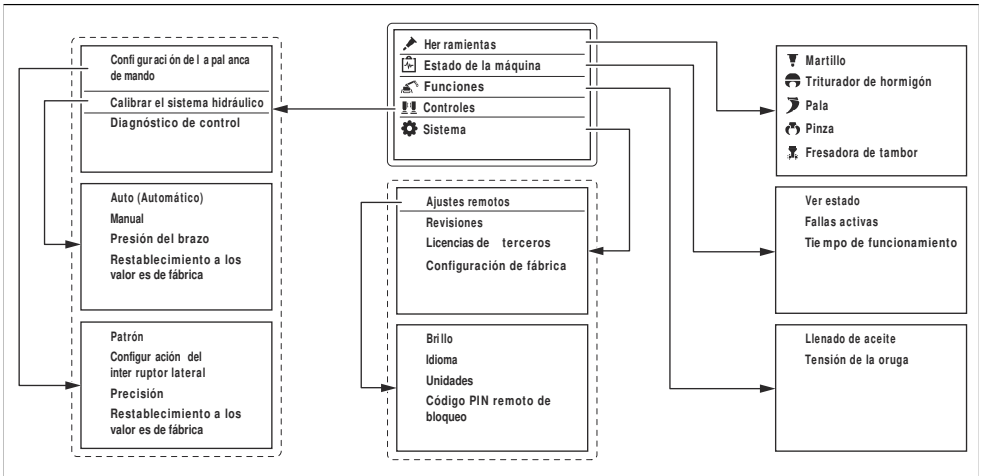 Configuración de la palanca
de mando
Calibrar el sistema hidráulico
Diagnóstico de control
Auto (Automático)
Manual
Presión del brazo
Restablecimiento a los
valores de fábrica
Patrón
Configuración del
interruptor lateral
Precisión
Restablecimiento a los
valores de fábrica
Herramientas
Estado de la máquina
Funciones
Controles
Sistema
Ajustes remotos
Revisiones
Licencias de terceros
Configuración de fábrica
Brillo
Idioma
Unidades
Código PIN remoto de
bloqueo
Martillo
Triturador de hormigón
Pala
Pinza
Fresadora de tambor
Ver estado
Fallas activas
Tiempo de funcionamiento
Llenado de aceite
Tensión de la oruga